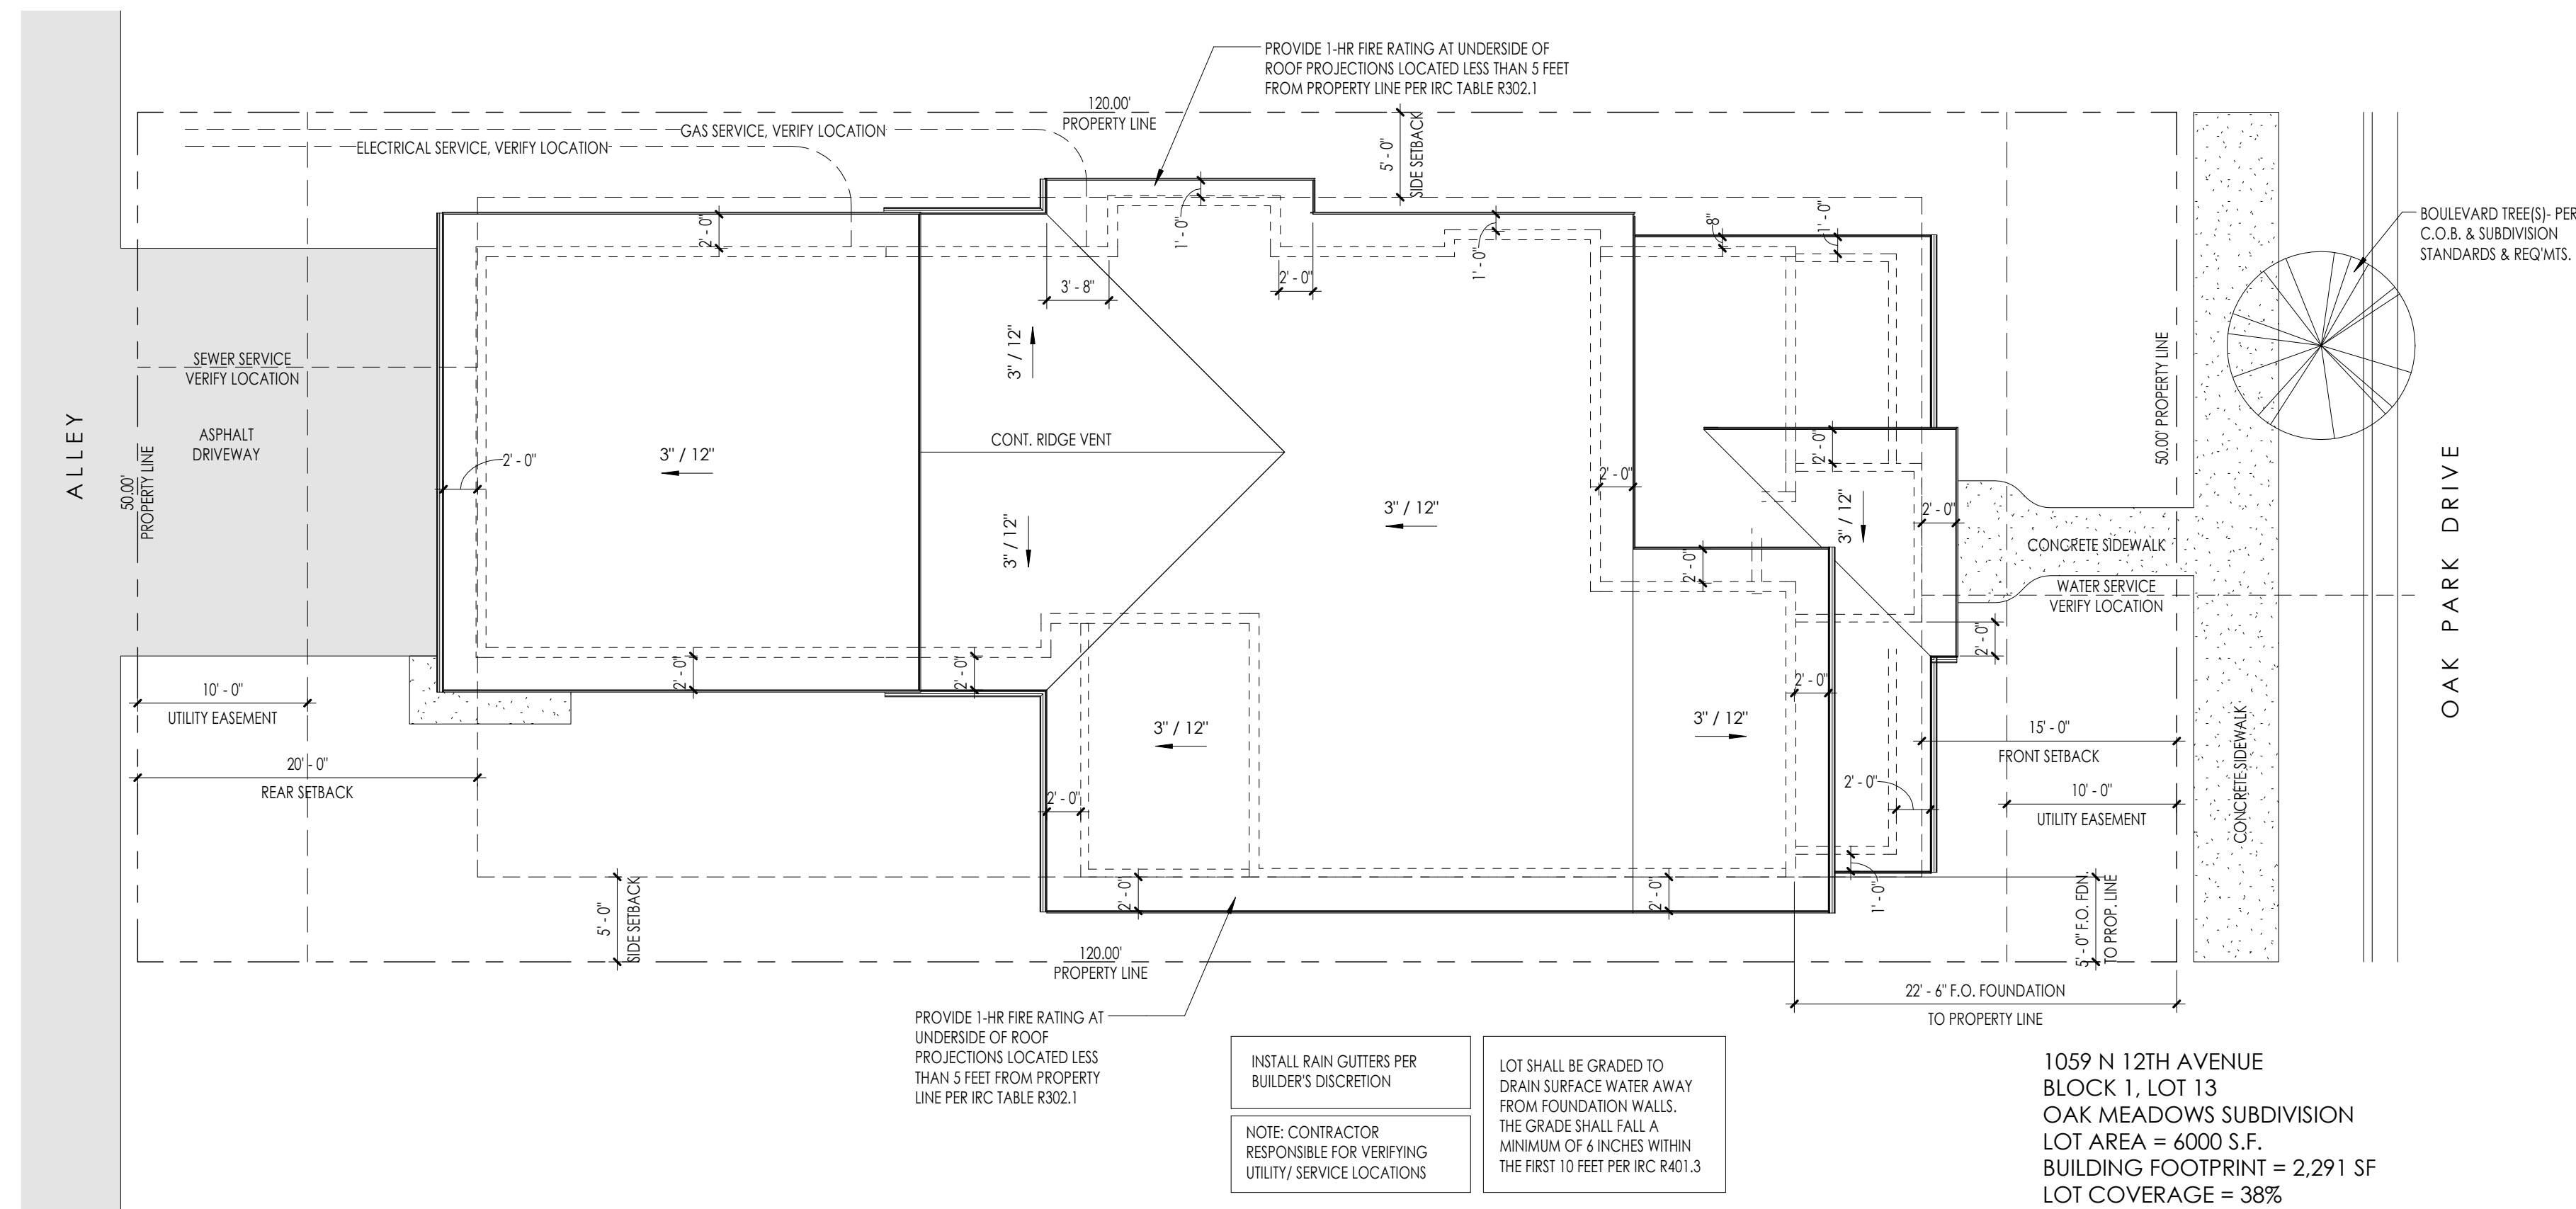 PROVIDE 1-HR FIRE RATING AT UNDERSIDE OF
ROOF PROJECTIONS LOCATED LESS THAN 5 FEET
FROM PROPERTY LINE PER IRC TABLE R302.1
120.00'
PROPERTY LINE
GAS SERVICE, VERIFY LOCATION
ELECTRICAL SERVICE, VERIFY LOCATION
5' - 0"
SIDE SETBACK
BOULEVARD TREE(S)- PER
C.O.B. & SUBDIVISION
STANDARDS & REQ'MTS.
2' - 0"
1' - 0"
1' - 0"
8"
1' - 0"
3' - 8"
2' - 0"
3" / 12"
SEWER SERVICE
VERIFY LOCATION
ASPHALT
DRIVEWAY
ALLEY
50.00'
PROPERTY LINE
2' - 0"
3" / 12"
CONT. RIDGE VENT
3" / 12"
3" / 12"
2' - 0"
2' - 0"
3" / 12"
2' - 0"
50.00' PROPERTY LINE
CONCRETE SIDEWALK
WATER SERVICE
VERIFY LOCATION
OAK PARK DRIVE
2' - 0"
2' - 0"
2' - 0"
2' - 0"
2' - 0"
10' - 0"
UTILITY EASEMENT
20' - 0"
REAR SETBACK
3" / 12"
3" / 12"
2' - 0"
2' - 0"
15' - 0"
FRONT SETBACK
10' - 0"
UTILITY EASEMENT
CONCRETE SIDEWALK
2' - 0"
2' - 0"
1' - 0"
5' - 0"
SIDE SETBACK
5' - 0" F.O. FDN.
TO PROP. LINE
120.00'
PROPERTY LINE
22' - 6" F.O. FOUNDATION
TO PROPERTY LINE
PROVIDE 1-HR FIRE RATING AT
UNDERSIDE OF ROOF
PROJECTIONS LOCATED LESS
THAN 5 FEET FROM PROPERTY
LINE PER IRC TABLE R302.1
INSTALL RAIN GUTTERS PER
BUILDER'S DISCRETION
NOTE: CONTRACTOR
RESPONSIBLE FOR VERIFYING
UTILITY/ SERVICE LOCATIONS
LOT SHALL BE GRADED TO
DRAIN SURFACE WATER AWAY
FROM FOUNDATION WALLS.
THE GRADE SHALL FALL A
MINIMUM OF 6 INCHES WITHIN
THE FIRST 10 FEET PER IRC R401.3
1059 N 12TH AVENUE
BLOCK 1, LOT 13
OAK MEADOWS SUBDIVISION
LOT AREA = 6000 S.F.
BUILDING FOOTPRINT = 2,291 SF
LOT COVERAGE = 38%